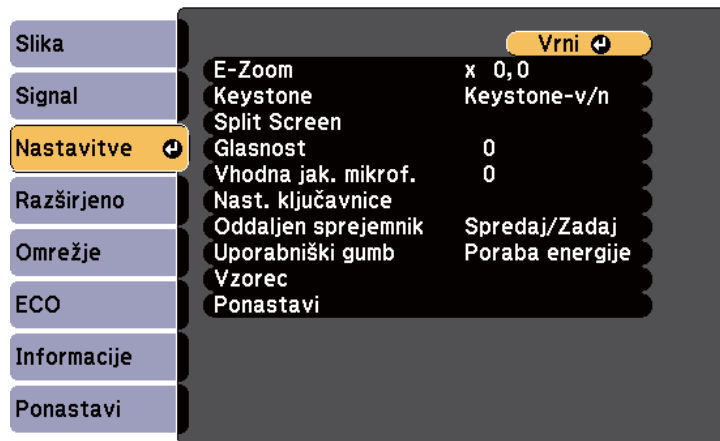 Slika
Signal
Nastavitve
Razširjeno
Omrežje
ECO
Informacije
Ponastavi
Vrni
E-Zoom x 0,0
Keystone Keystone-v/n
Split Screen
Glasnost 0
Vhodna jak. mikrof. 0
Nast. ključavnice
Oddaljen sprejemnik Spredaj/Zadaj
Uporabniški gumb Poraba energije
Vzorec
Ponastavi